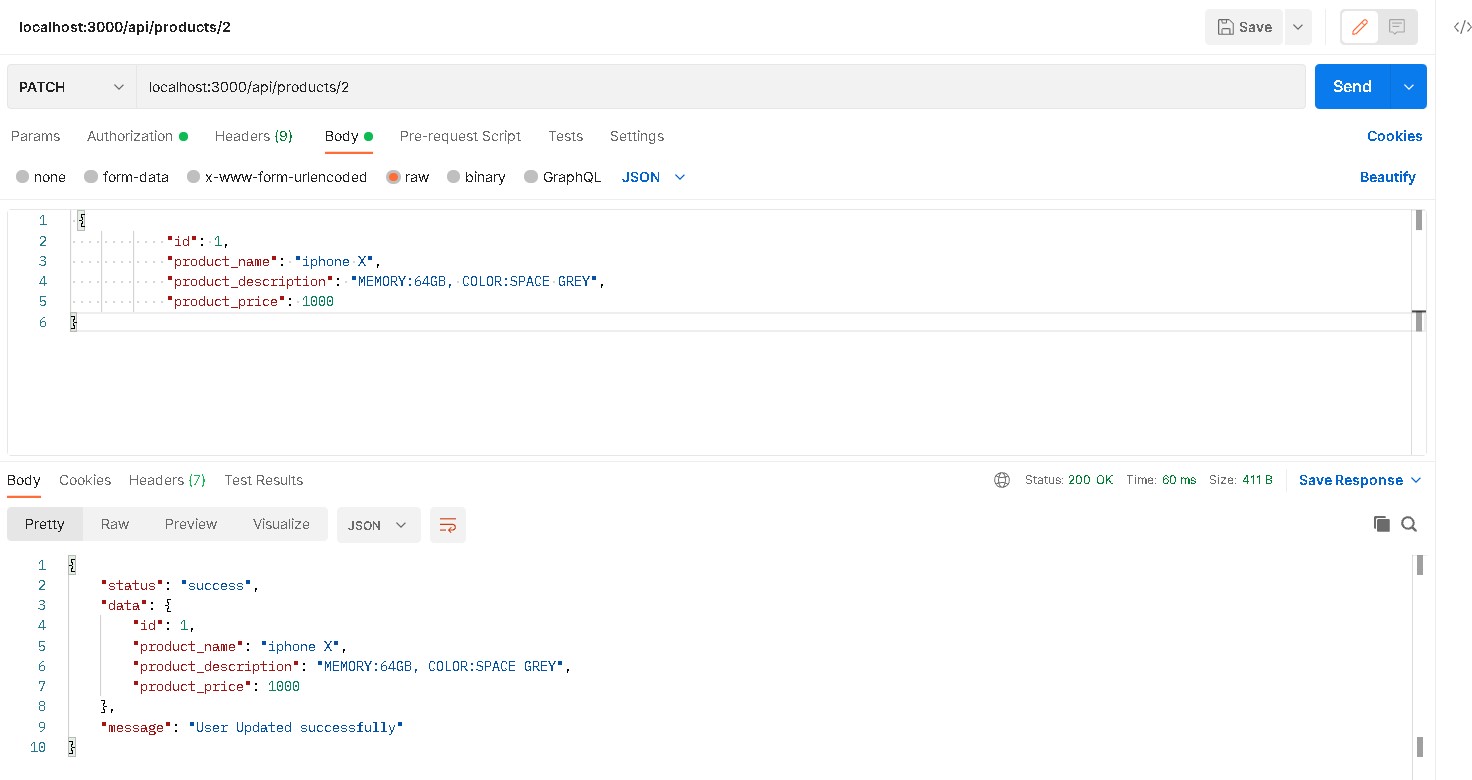 localhost:3000/api/products/2
Save
PATCH localhost:3000/api/products/2 Send
Params Authorization Headers (9) Body Pre-request Script Tests Settings Cookies
none form-data x-www-form-urlencoded raw binary GraphQL JSON Beautify
1 {
2 "id": 1,
3 "product_name": "iphone X",
4 "product_description": "MEMORY:64GB, COLOR:SPACE GREY",
5 "product_price": 1000
6 }
Body Cookies Headers (7) Test Results Status: 200 OK Time: 60 ms Size: 411 B Save Response
Pretty Raw Preview Visualize JSON
1 {
2 "status": "success",
3 "data": {
4 "id": 1,
5 "product_name": "iphone X",
6 "product_description": "MEMORY:64GB, COLOR:SPACE GREY",
7 "product_price": 1000
8 },
9 "message": "User Updated successfully"
10 }